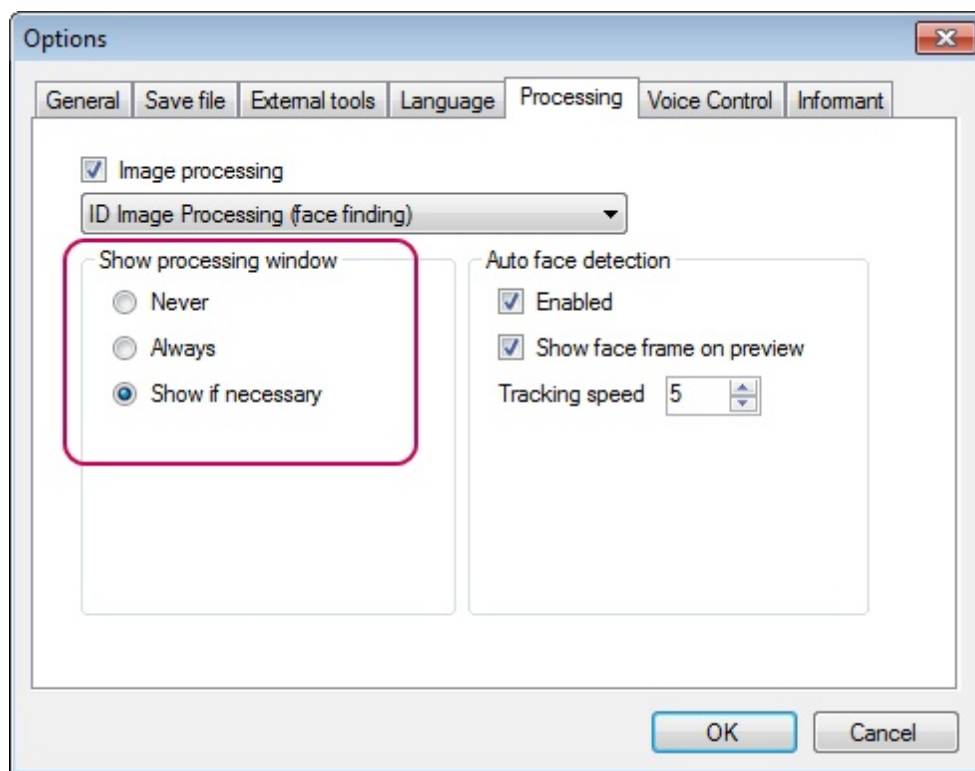 Options
General Save file External tools Language Processing Voice Control Informant
Image processing
ID Image Processing (face finding)
Show processing window
Never
Always
Show if necessary
Auto face detection
Enabled
Show face frame on preview
Tracking speed 5
OK Cancel